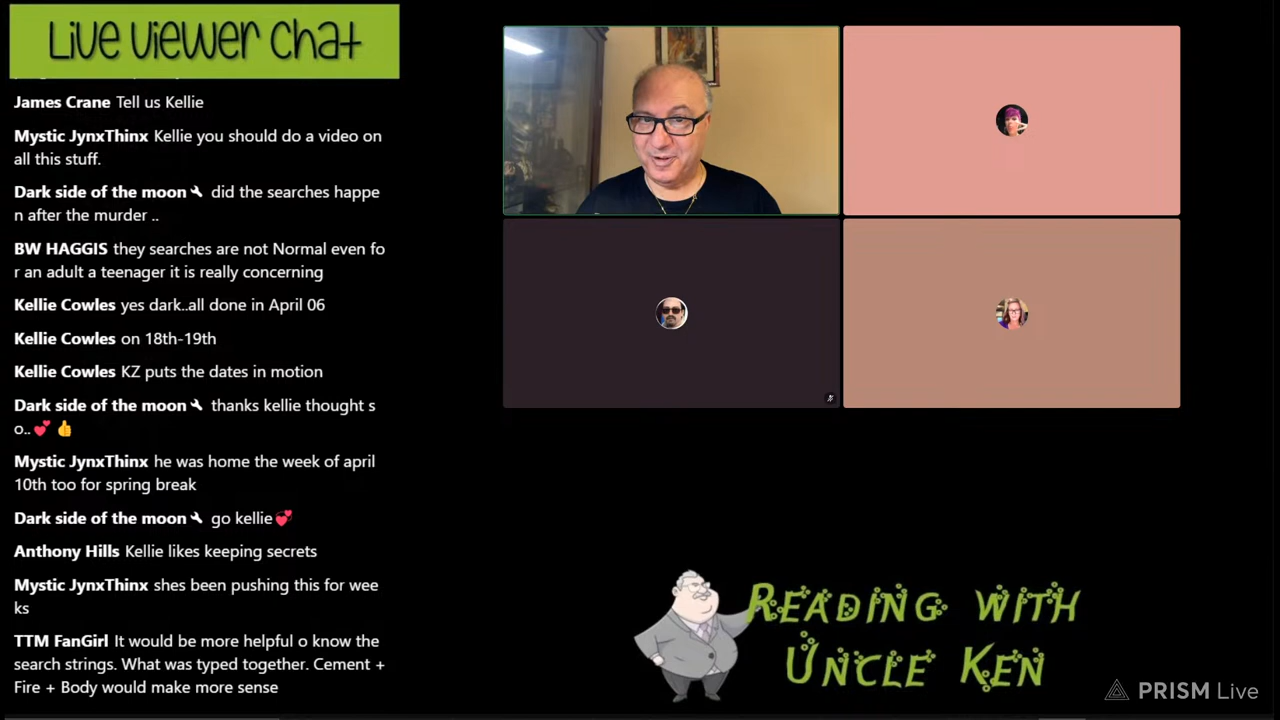 Live viewer chat
James Crane Tell us Kellie
Mystic JynxThinx Kellie you should do a video on
all this stuff.
Dark side of the moon did the searches happe
n after the murder ..
BW HAGGIS they searches are not Normal even fo
r an adult a teenager it is really concerning
Kellie Cowles yes dark..all done in April 06
Kellie Cowles on 18th-19th
Kellie Cowles KZ puts the dates in motion
Dark side of the moon thanks kellie thought s
o..💕 👍
Mystic JynxThinx he was home the week of april
10th too for spring break
Dark side of the moon go kellie💞
Anthony Hills Kellie likes keeping secrets
Mystic JynxThinx shes been pushing this for wee
ks
TTM FanGirl It would be more helpful o know the
search strings. What was typed together. Cement +
Fire + Body would make more sense
Reading with
Uncle Ken
PRISM Live